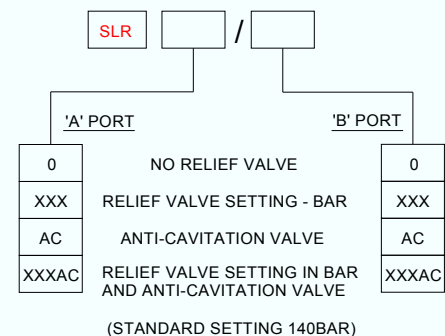 SLR /
'A' PORT 'B' PORT
0 NO RELIEF VALVE 0
XXX RELIEF VALVE SETTING - BAR XXX
AC ANTI-CAVITATION VALVE AC
XXXAC RELIEF VALVE SETTING IN BAR XXXAC
AND ANTI-CAVITATION VALVE
(STANDARD SETTING 140BAR)